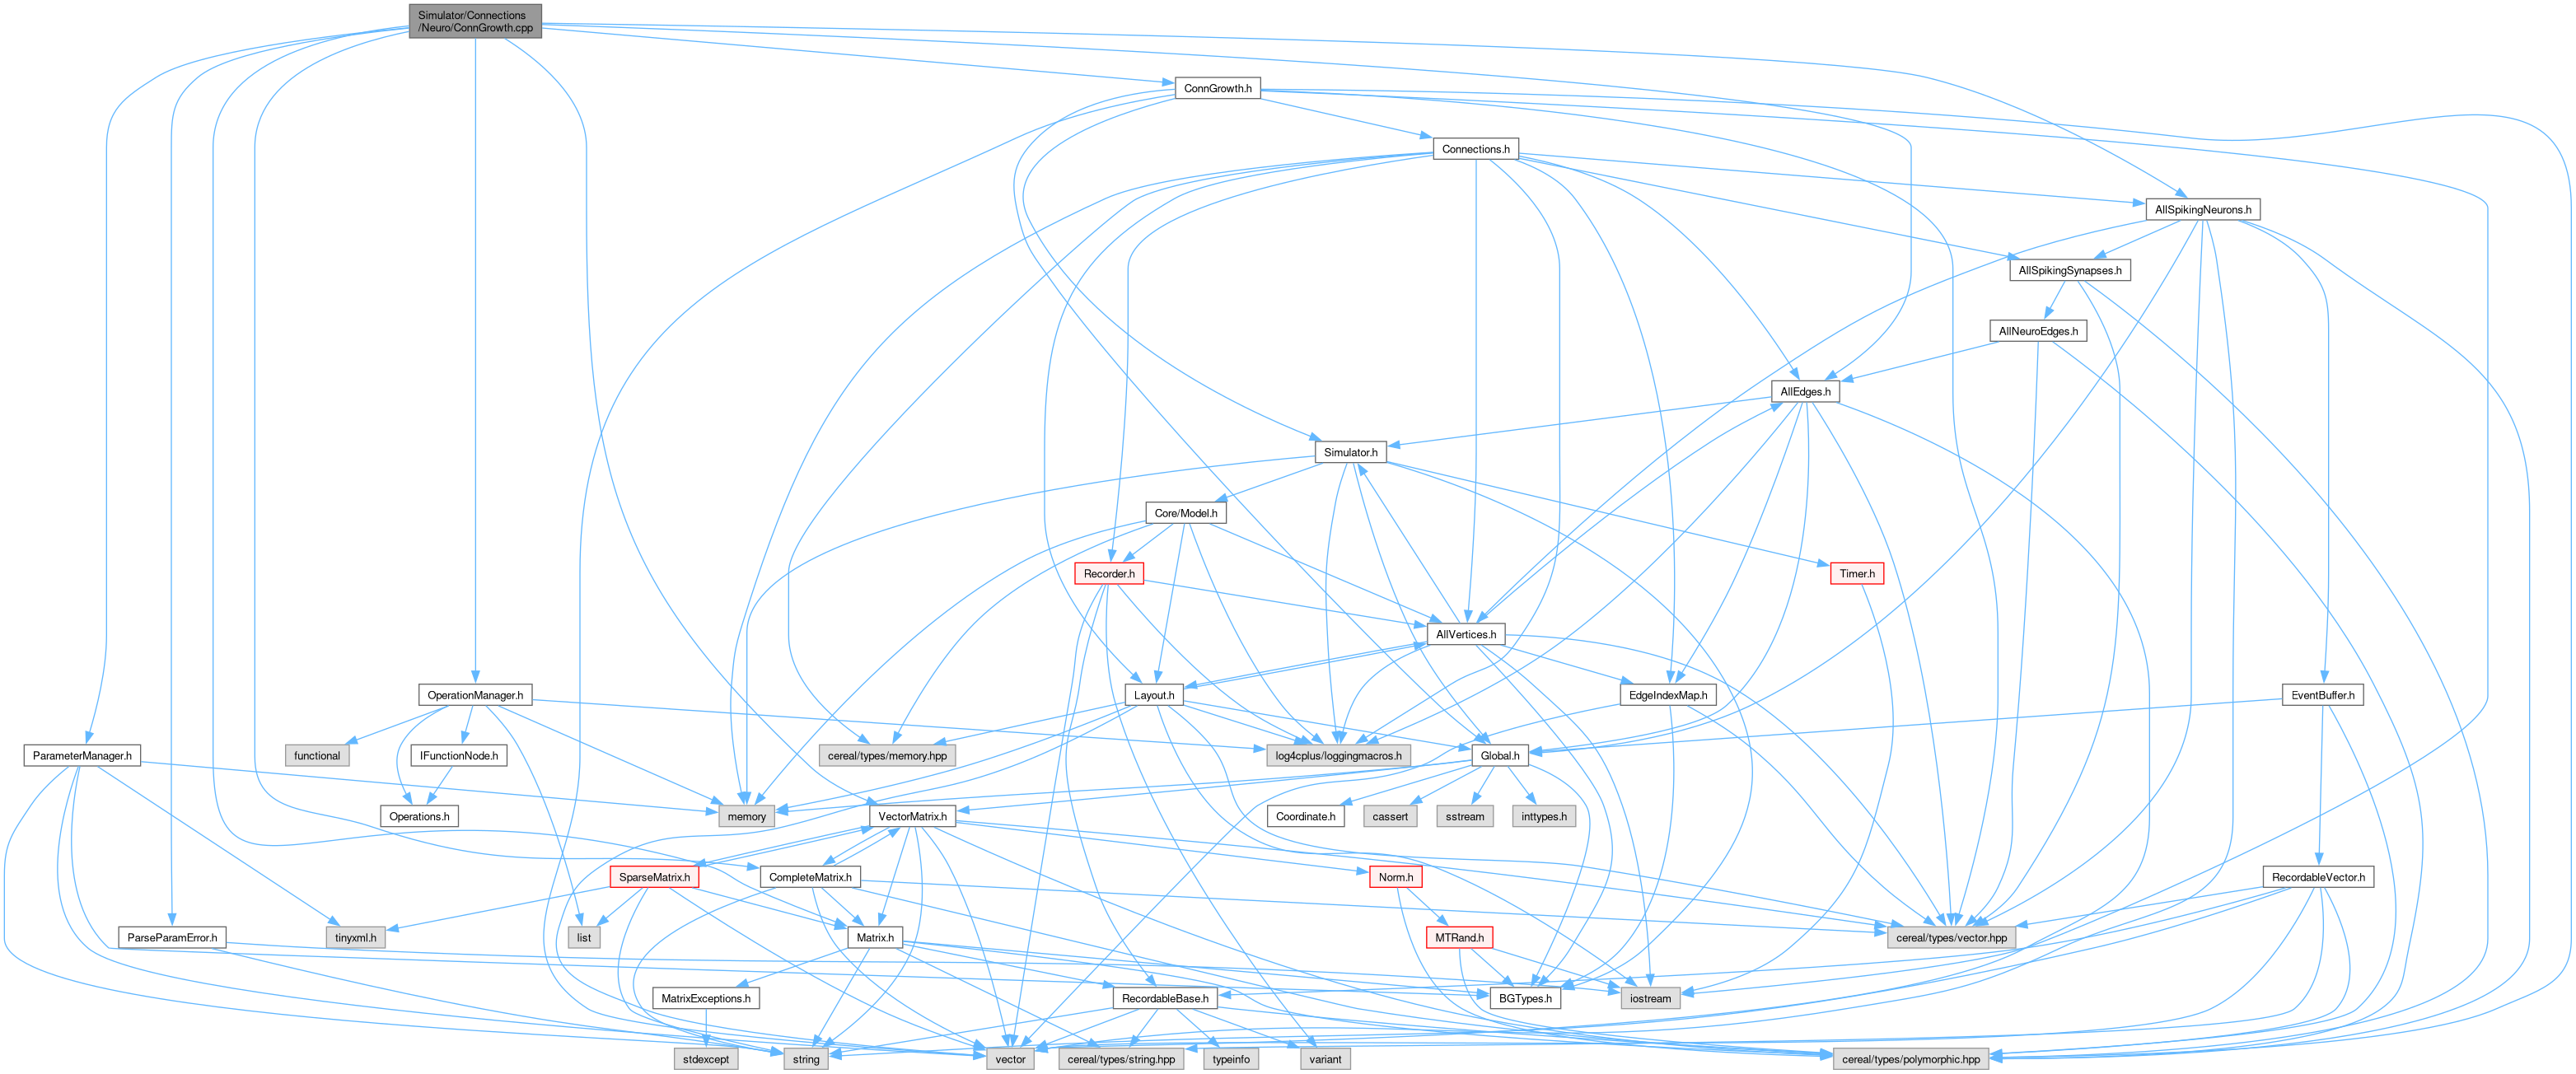 Simulator/Connections
/Neuro/ConnGrowth.cpp
ConnGrowth.h
Connections.h
AllSpikingNeurons.h
AllSpikingSynapses.h
AllNeuroEdges.h
AllEdges.h
Simulator.h
Core/Model.h
Recorder.h
Timer.h
AllVertices.h
OperationManager.h
Layout.h
EdgeIndexMap.h
EventBuffer.h
ParameterManager.h
functional
IFunctionNode.h
cereal/types/memory.hpp
log4cplus/loggingmacros.h
Global.h
Operations.h
memory
VectorMatrix.h
Coordinate.h
cassert
sstream
inttypes.h
SparseMatrix.h
CompleteMatrix.h
Norm.h
RecordableVector.h
ParseParamError.h
tinyxml.h
list
Matrix.h
MTRand.h
cereal/types/vector.hpp
MatrixExceptions.h
RecordableBase.h
BGTypes.h
iostream
stdexcept
string
vector
cereal/types/string.hpp
typeinfo
variant
cereal/types/polymorphic.hpp